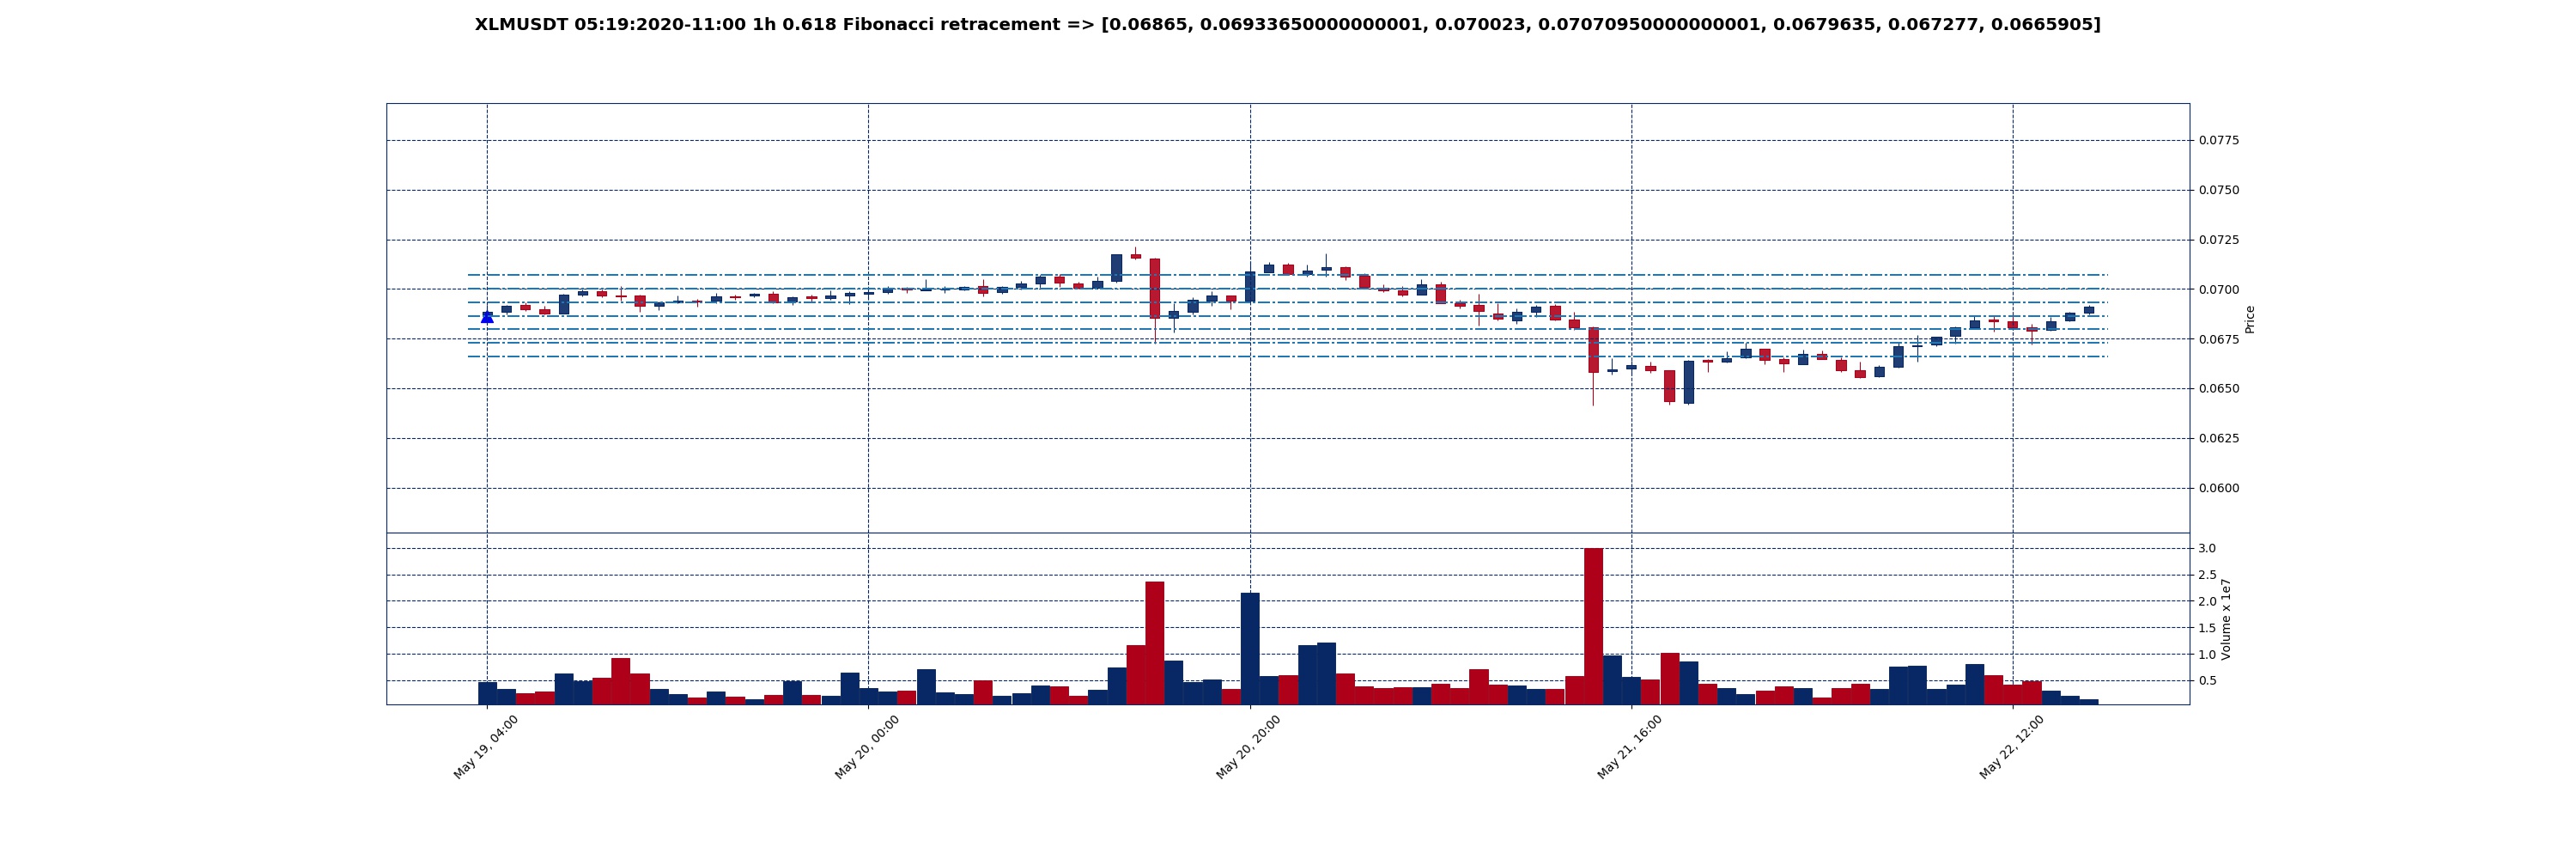 XLMUSDT 05:19:2020-11:00 1h 0.618 Fibonacci retracement => [0.06865, 0.06933650000000001, 0.070023, 0.07070950000000001, 0.0679635, 0.067277, 0.0665905]
0.0775
0.0750
0.0725
0.0700
0.0675
0.0650
0.0625
0.0600
Price
3.0
2.5
2.0
1.5
1.0
0.5
Volume x 1e7
May 19, 04:00
May 20, 00:00
May 20, 20:00
May 21, 16:00
May 22, 12:00